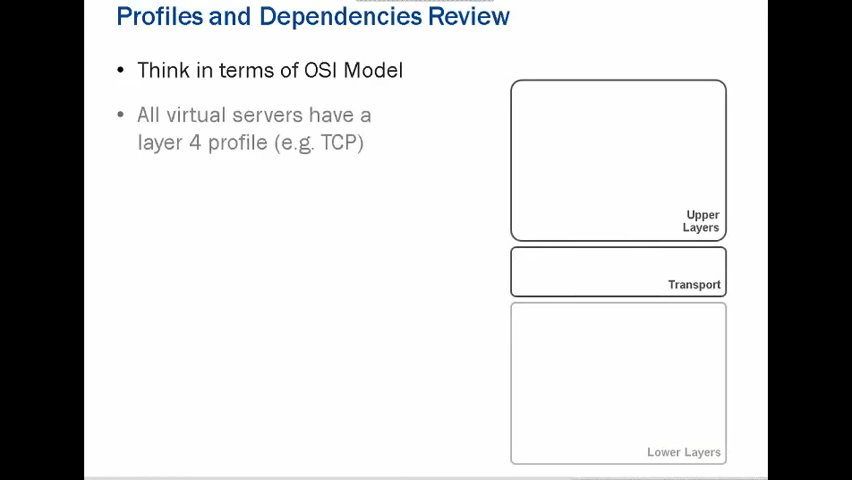 Profiles and Dependencies Review
• Think in terms of OSI Model
• All virtual servers have a
layer 4 profile (e.g. TCP)
Upper
Layers
Transport
Lower Layers